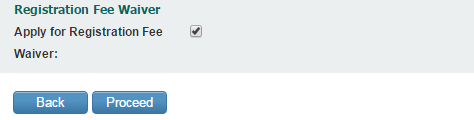 Registration Fee Waiver
Apply for Registration Fee
Waiver:
Back Proceed